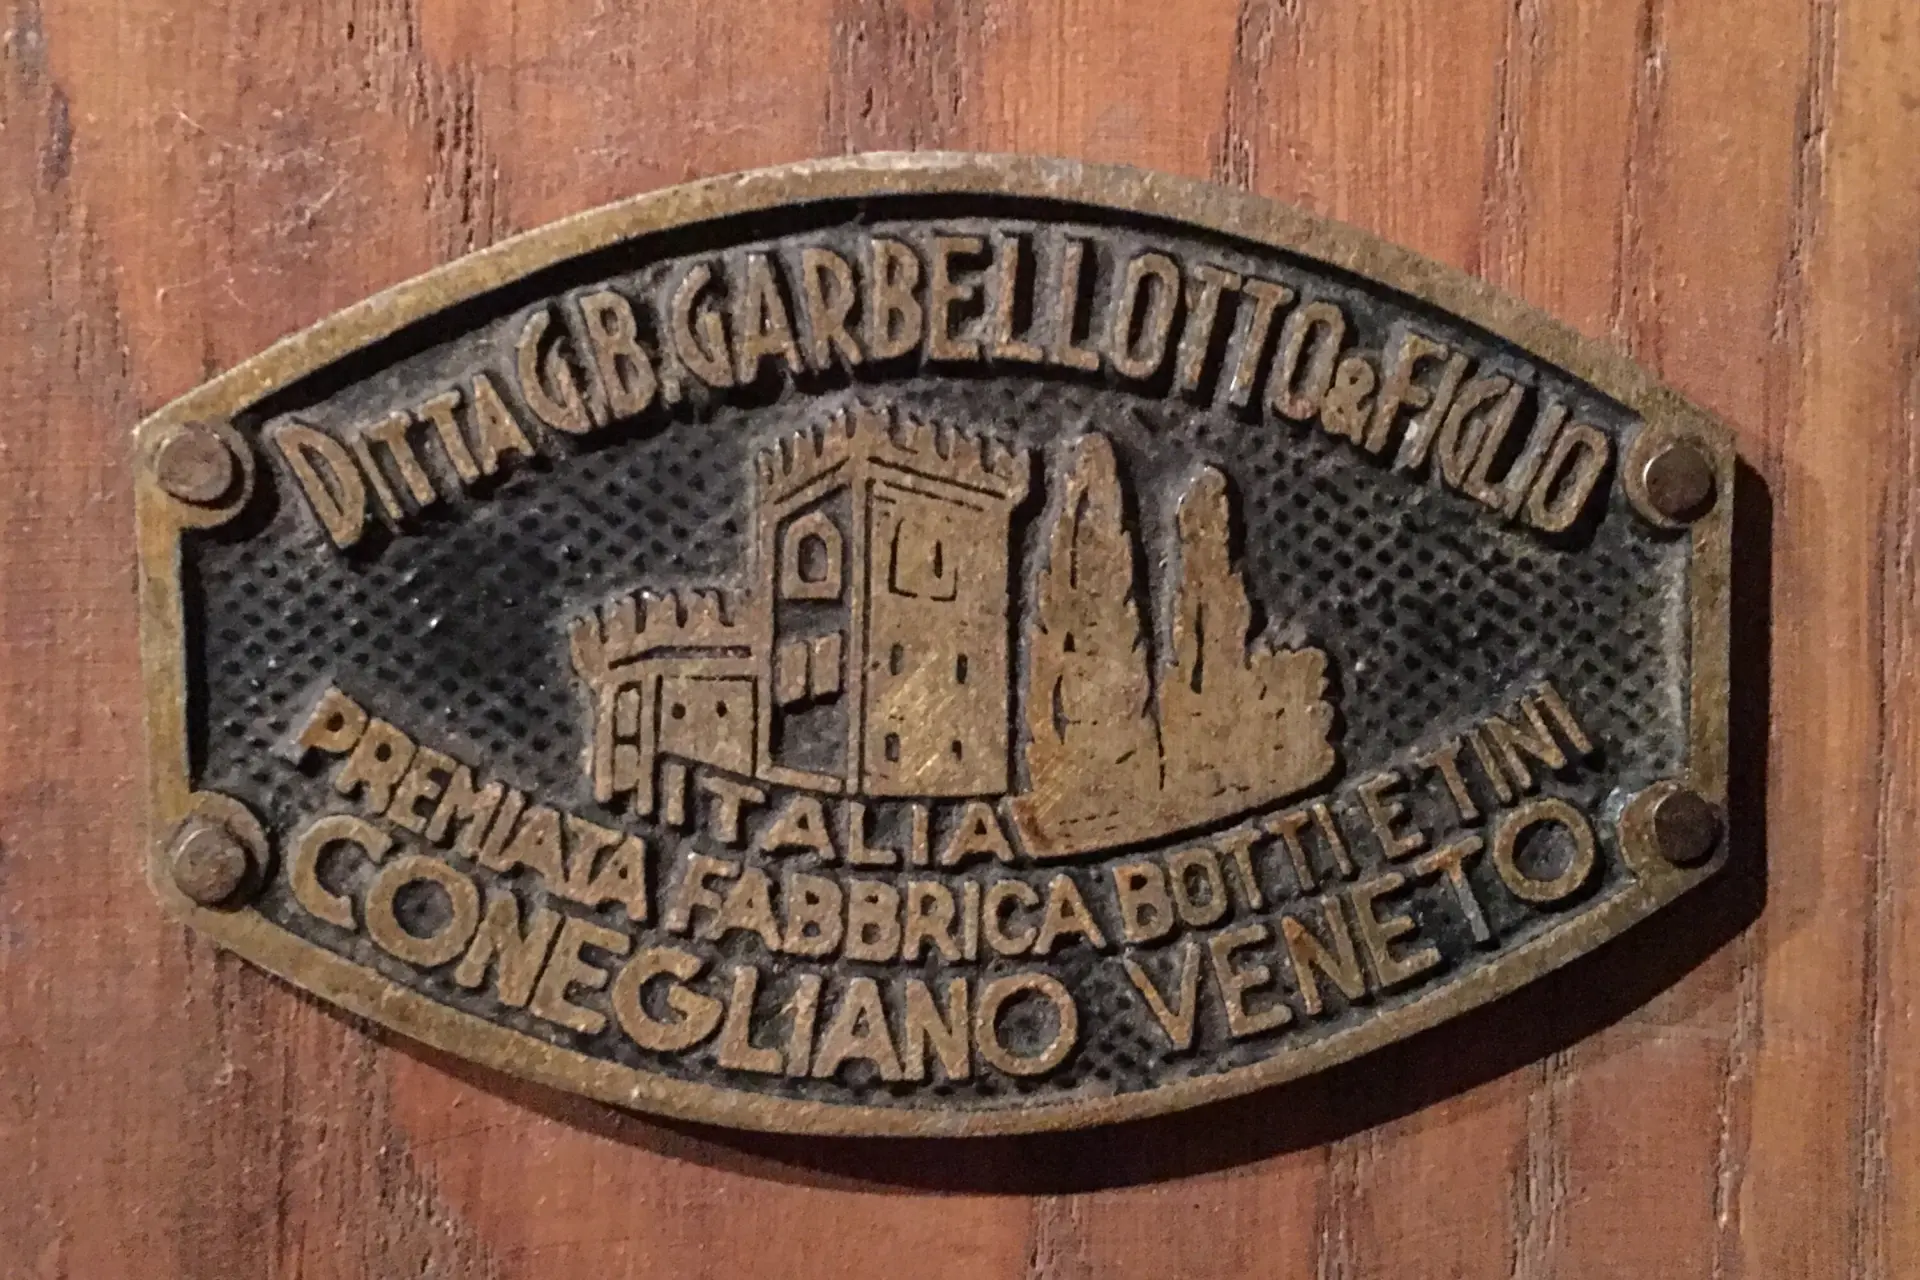 DITTA G.B. GARBELLOTTO & FIGLIO
ITALIA
PREMIATA FABBRICA BOTTI E TINI
CONEGLIANO VENETO